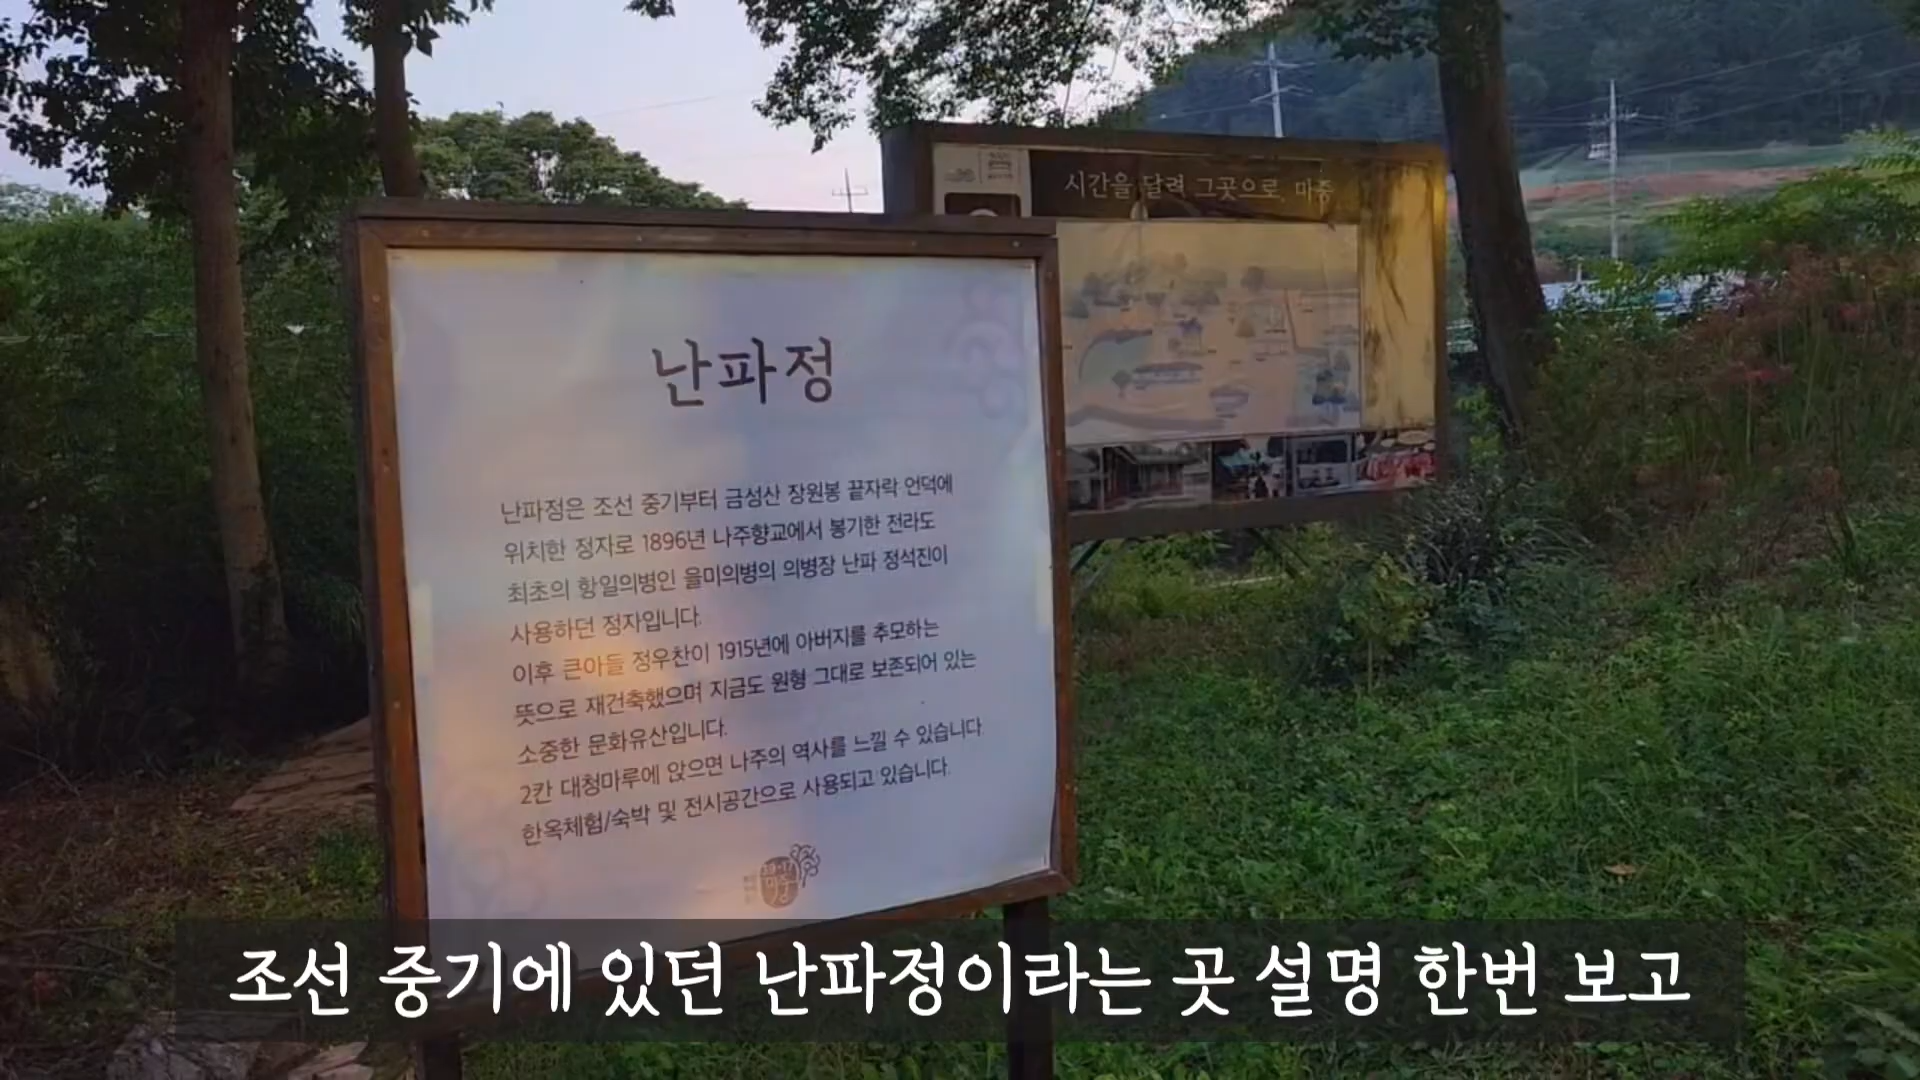 시간을 달려 그곳으로, 마중
난파정
난파정은 조선 중기부터 금성산 장원봉 끝자락 언덕에
위치한 정자로 1896년 나주향교에서 봉기한 전라도
최초의 항일의병인 을미의병의 의병장 난파 정석진이
사용하던 정자입니다.
이후 큰아들 정우찬이 1915년에 아버지를 추모하는
뜻으로 재건축했으며 지금도 원형 그대로 보존되어 있는
소중한 문화유산입니다.
2칸 대청마루에 앉으면 나주의 역사를 느낄 수 있습니다.
한옥체험/숙박 및 전시공간으로 사용되고 있습니다.
조선 중기에 있던 난파정이라는 곳 설명 한번 보고